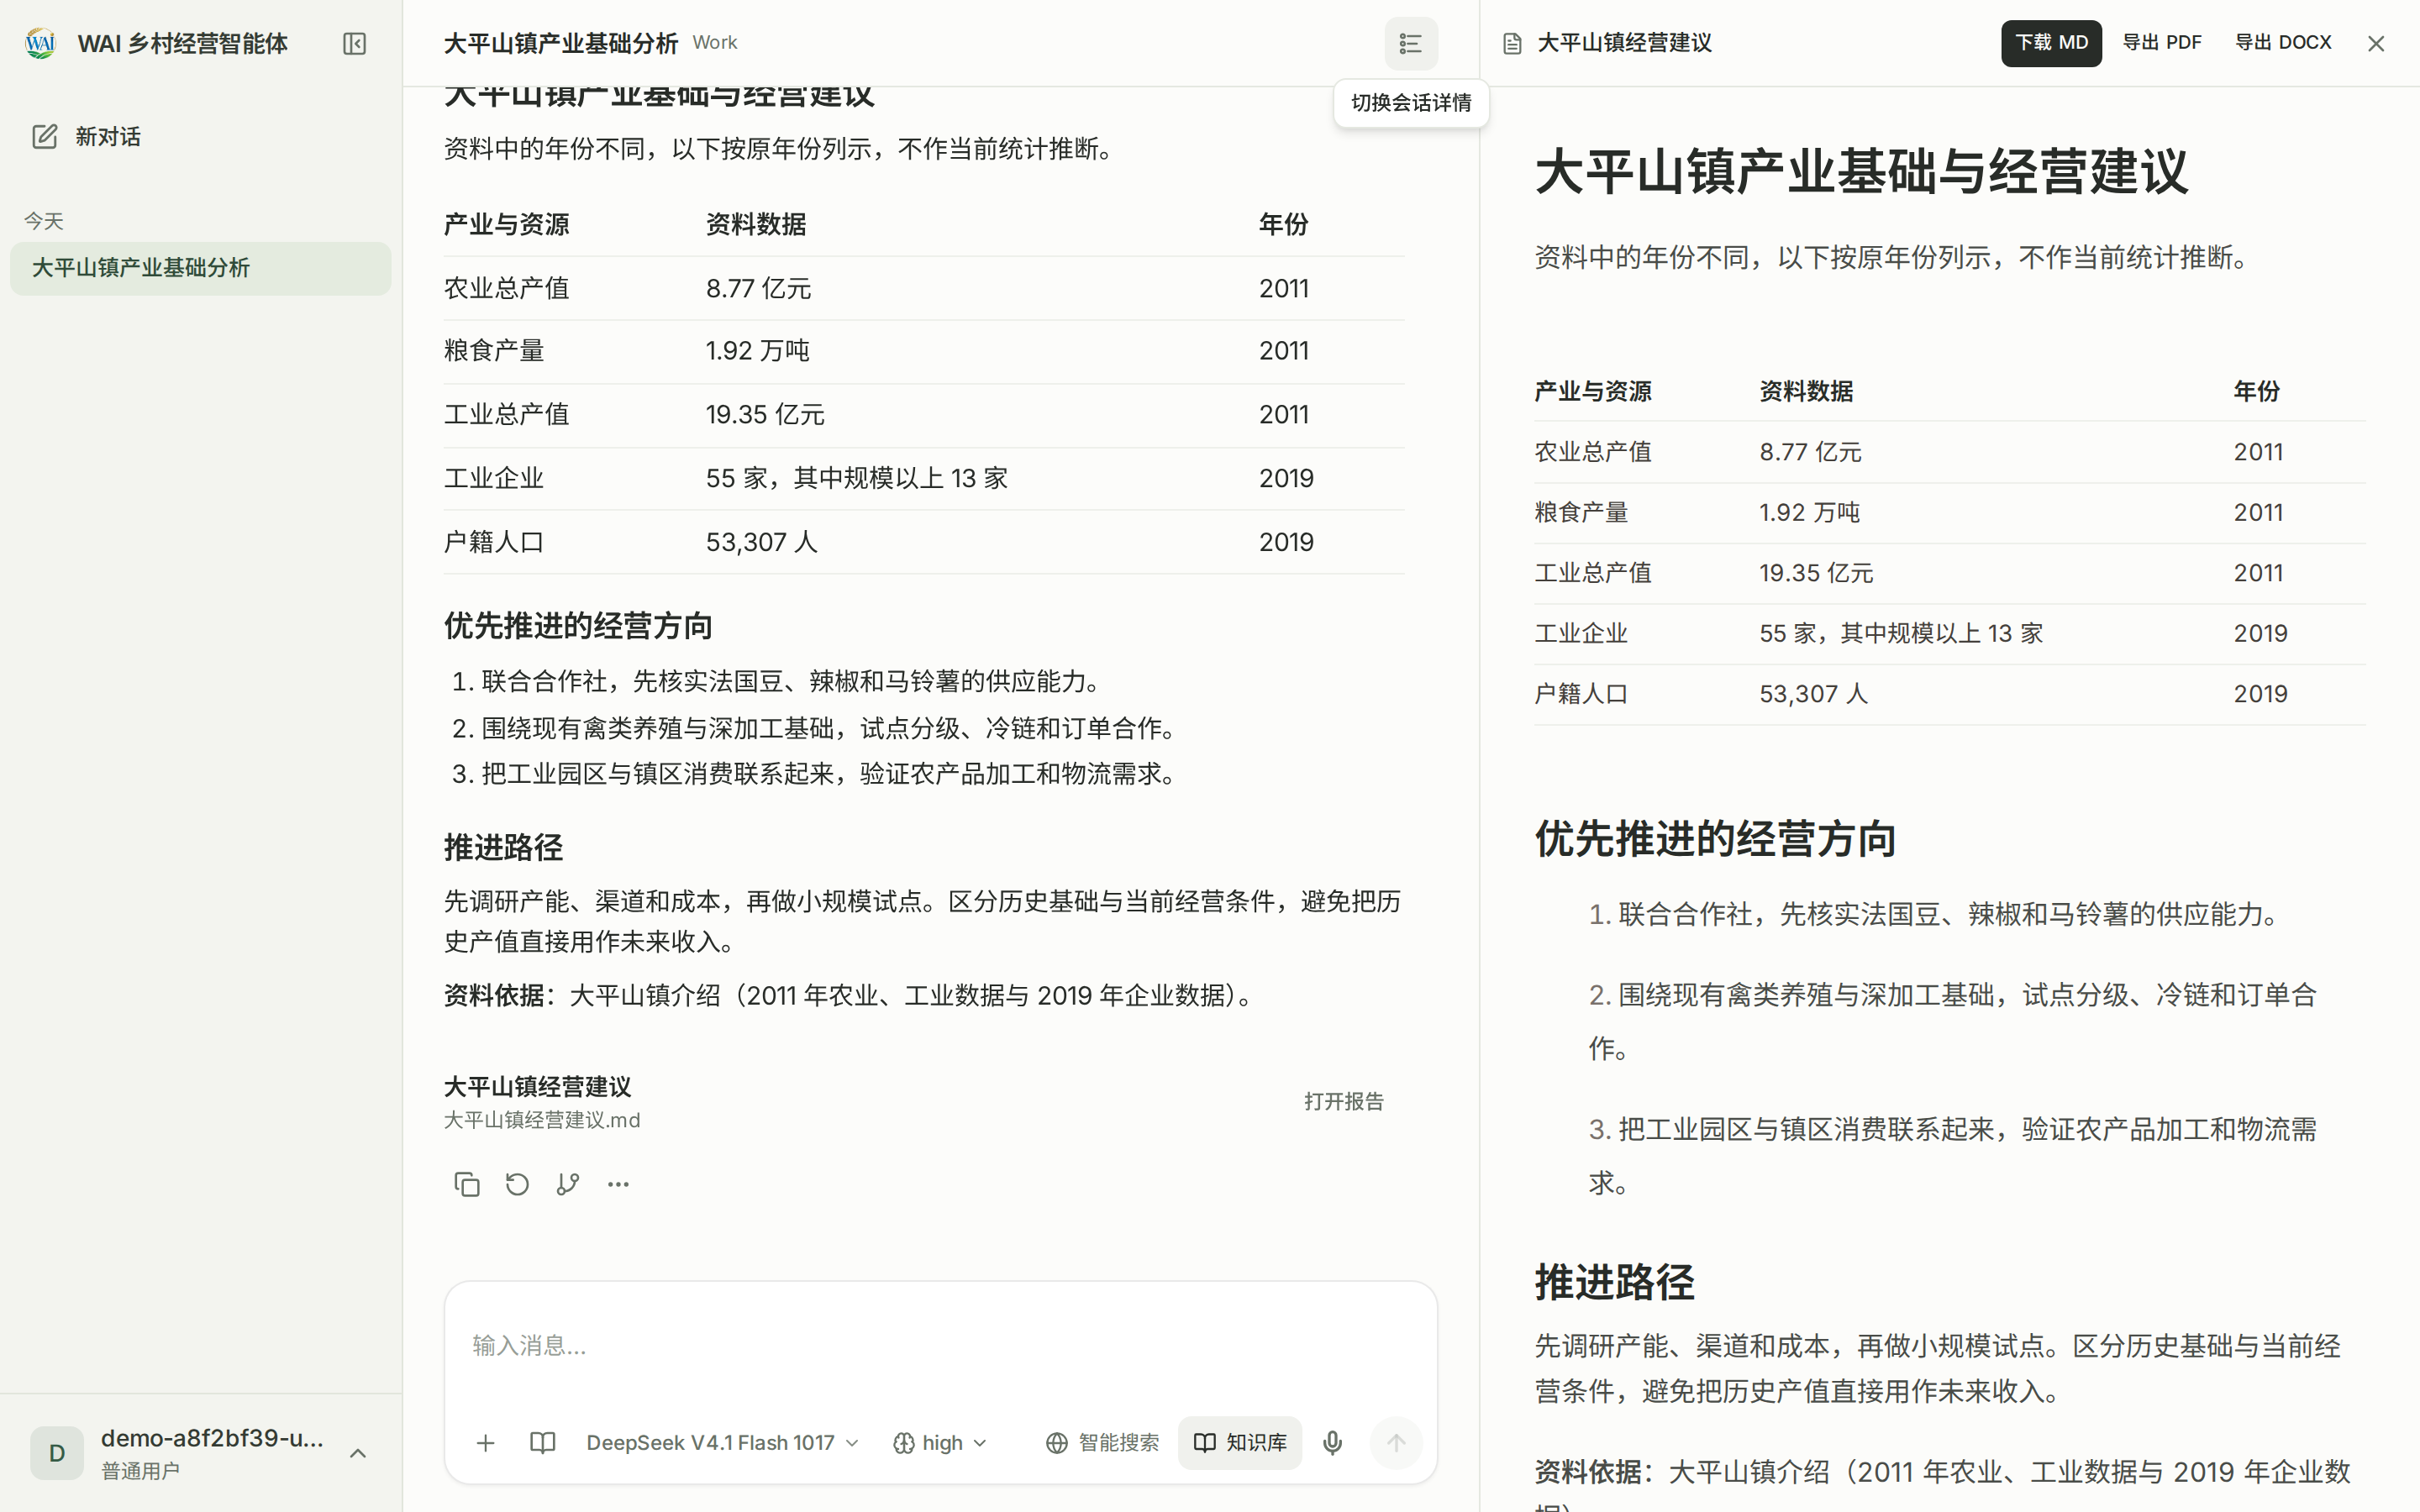 WAI 乡村经营智能体
新对话
今天
大平山镇产业基础分析
D
demo-a8f2bf39-u...
普通用户
大平山镇产业基础分析 Work
切换会话详情
大平山镇产业基础与经营建议
资料中的年份不同，以下按原年份列示，不作当前统计推断。
产业与资源 资料数据 年份
农业总产值 8.77 亿元 2011
粮食产量 1.92 万吨 2011
工业总产值 19.35 亿元 2011
工业企业 55 家，其中规模以上 13 家 2019
户籍人口 53,307 人 2019
优先推进的经营方向
1. 联合合作社，先核实法国豆、辣椒和马铃薯的供应能力。
2. 围绕现有禽类养殖与深加工基础，试点分级、冷链和订单合作。
3. 把工业园区与镇区消费联系起来，验证农产品加工和物流需求。
推进路径
先调研产能、渠道和成本，再做小规模试点。区分历史基础与当前经营条件，避免把历
史产值直接用作未来收入。
资料依据：大平山镇介绍（2011 年农业、工业数据与 2019 年企业数据）。
大平山镇经营建议
大平山镇经营建议.md
打开报告
输入消息...
DeepSeek V4.1 Flash 1017 high 智能搜索 知识库
大平山镇经营建议 下载 MD 导出 PDF 导出 DOCX
大平山镇产业基础与经营建议
资料中的年份不同，以下按原年份列示，不作当前统计推断。
产业与资源 资料数据 年份
农业总产值 8.77 亿元 2011
粮食产量 1.92 万吨 2011
工业总产值 19.35 亿元 2011
工业企业 55 家，其中规模以上 13 家 2019
户籍人口 53,307 人 2019
优先推进的经营方向
1. 联合合作社，先核实法国豆、辣椒和马铃薯的供应能力。
2. 围绕现有禽类养殖与深加工基础，试点分级、冷链和订单合
作。
3. 把工业园区与镇区消费联系起来，验证农产品加工和物流需
求。
推进路径
先调研产能、渠道和成本，再做小规模试点。区分历史基础与当前经
营条件，避免把历史产值直接用作未来收入。
资料依据：大平山镇介绍（2011 年农业、工业数据与 2019 年企业数
据）